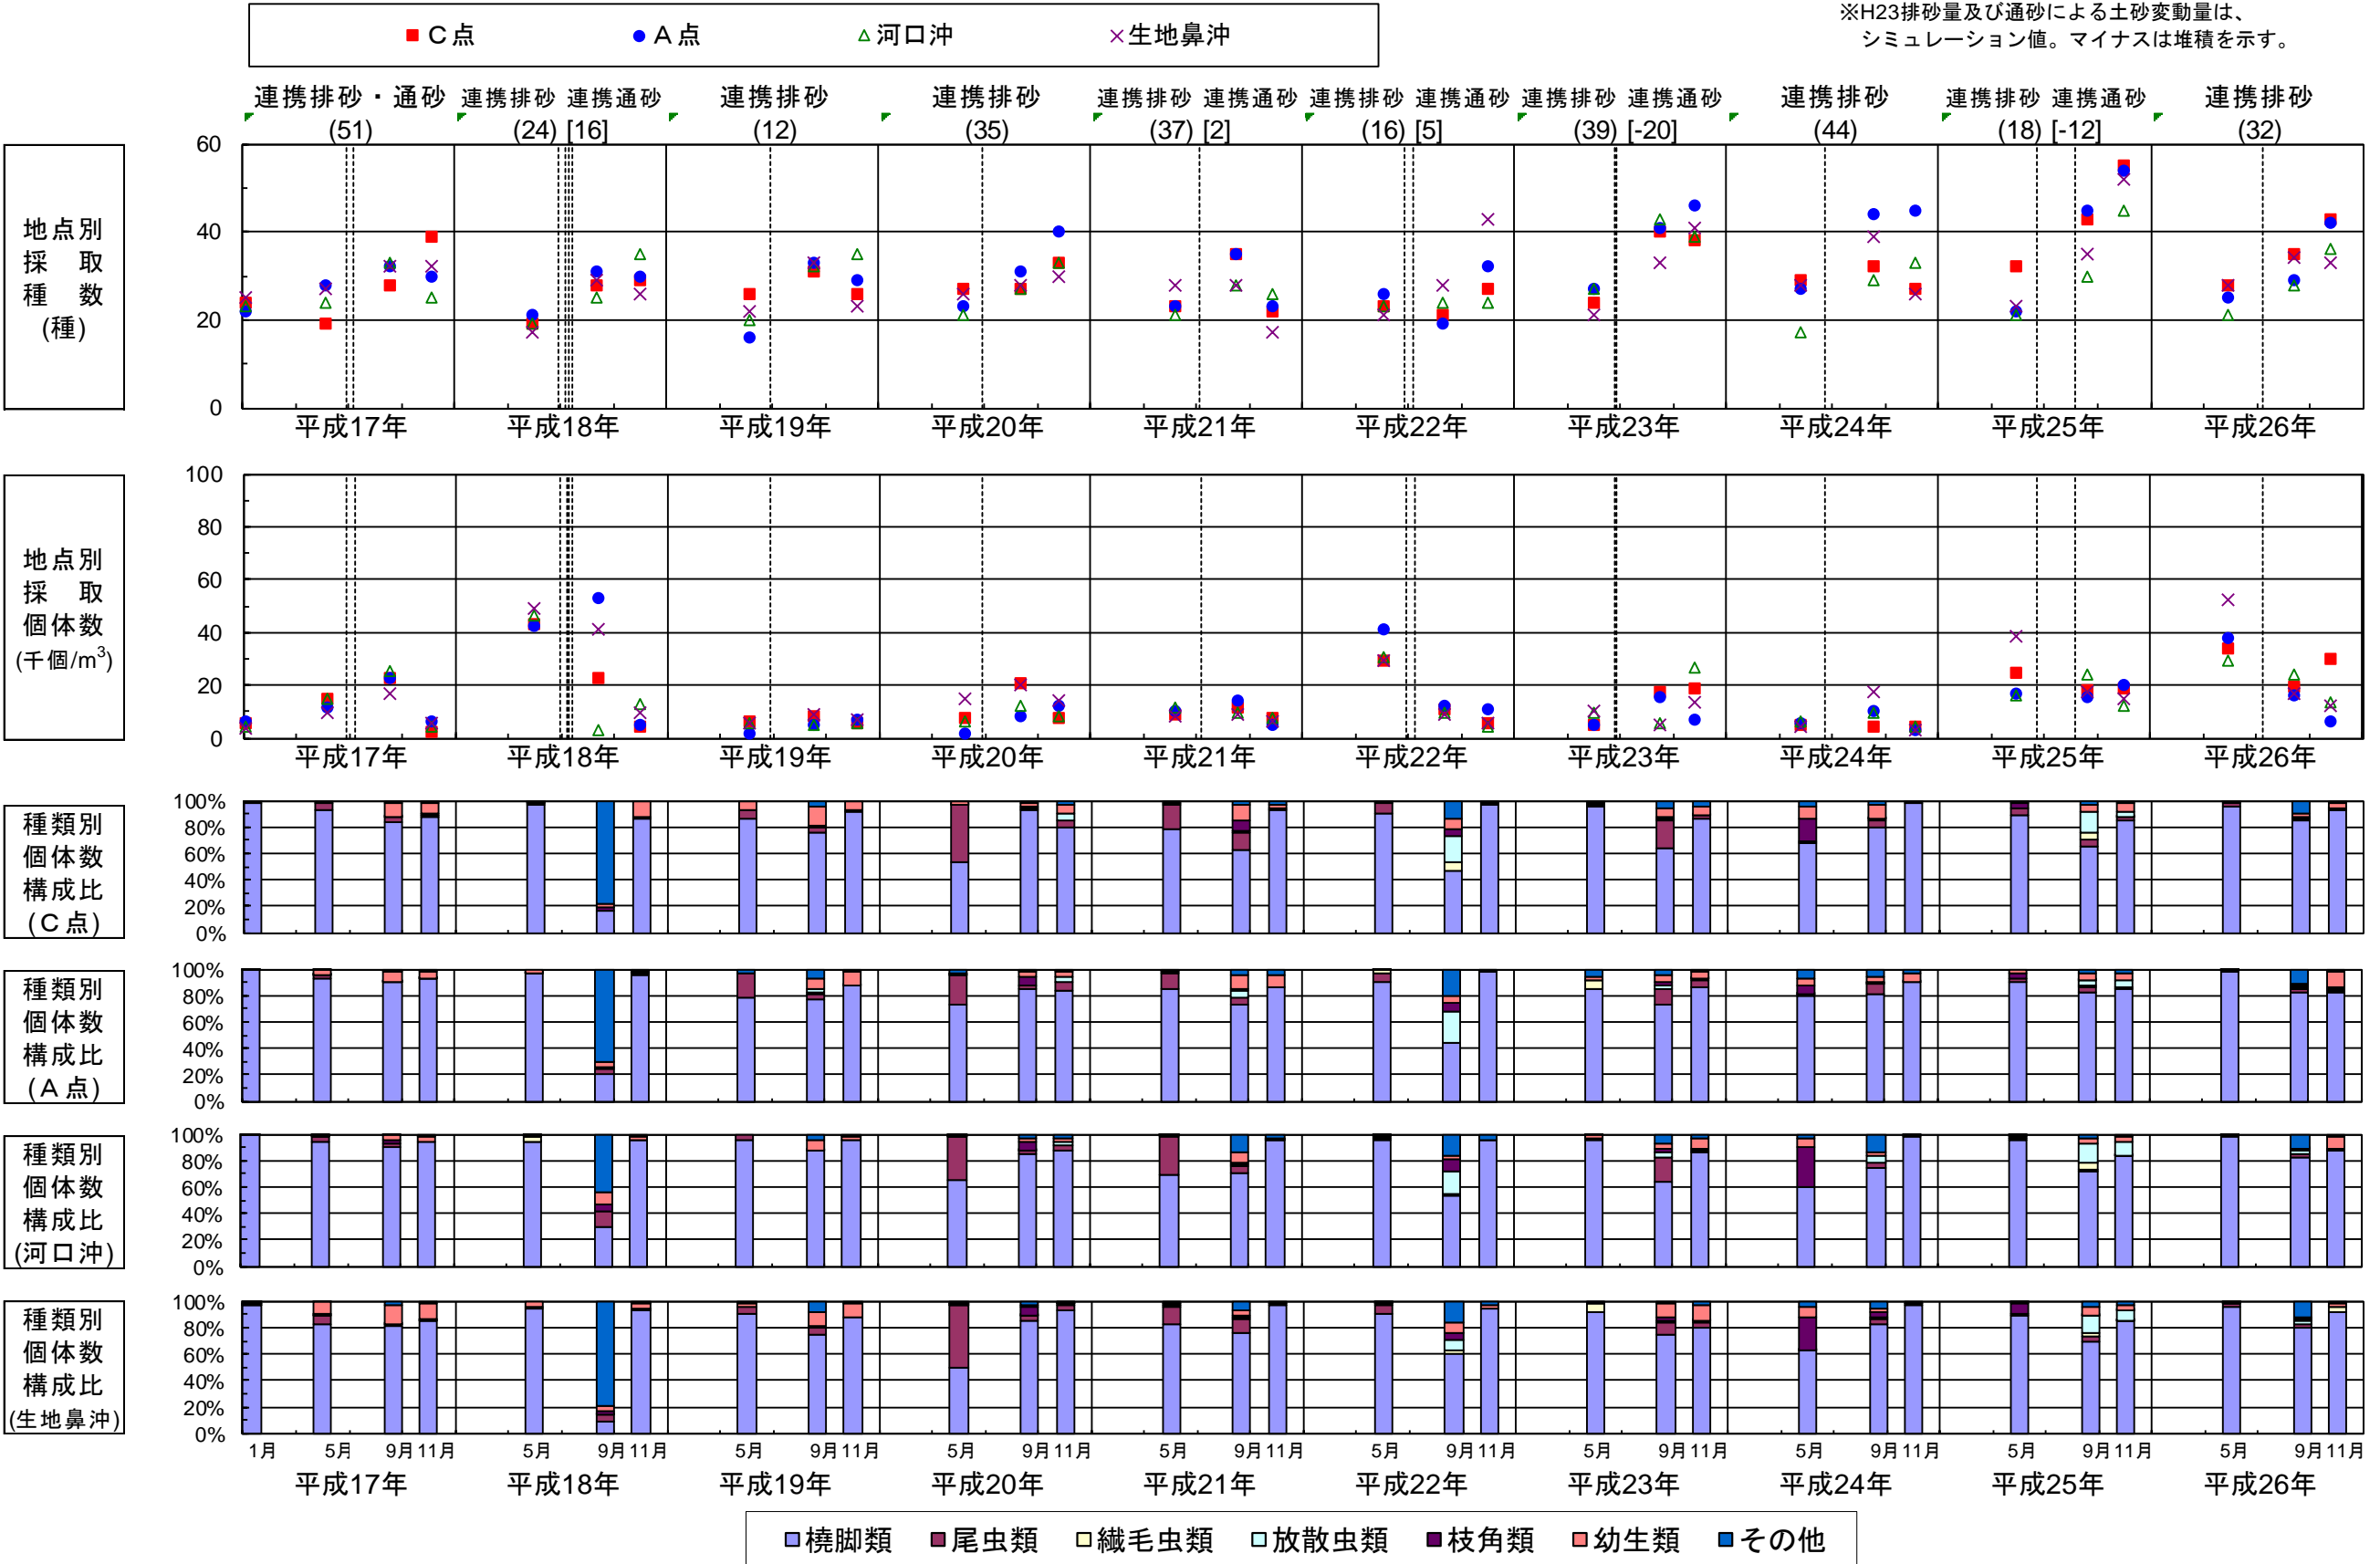 C点 A点 河口沖 生地鼻沖
※H23排砂量及び通砂による土砂変動量は、
シミュレーション値。マイナスは堆積を示す。
連携排砂・通砂 連携排砂 連携通砂 連携排砂 連携排砂 連携排砂 連携通砂 連携排砂 連携通砂 連携排砂 連携通砂 連携排砂 連携排砂 連携通砂 連携排砂
(51) (24) [16] (12) (35) (37) [2] (16) [5] (39) [-20] (44) (18) [-12] (32)
地点別
採 取
種 数
(種)
60
40
20
0
平成17年 平成18年 平成19年 平成20年 平成21年 平成22年 平成23年 平成24年 平成25年 平成26年
地点別
採 取
個体数
(千個/m³)
100
80
60
40
20
0
平成17年 平成18年 平成19年 平成20年 平成21年 平成22年 平成23年 平成24年 平成25年 平成26年
種類別
個体数
構成比
(C点)
100%
80%
60%
40%
20%
0%
種類別
個体数
構成比
(A点)
100%
80%
60%
40%
20%
0%
種類別
個体数
構成比
(河口沖)
100%
80%
60%
40%
20%
0%
種類別
個体数
構成比
(生地鼻沖)
100%
80%
60%
40%
20%
0%
1月 5月 9月 11月 5月 9月 11月 5月 9月 11月 5月 9月 11月 5月 9月 11月 5月 9月 11月 5月 9月 11月 5月 9月 11月 5月 9月 11月 5月 9月 11月
平成17年 平成18年 平成19年 平成20年 平成21年 平成22年 平成23年 平成24年 平成25年 平成26年
橈脚類 尾虫類 繊毛虫類 放散虫類 枝角類 幼生類 その他